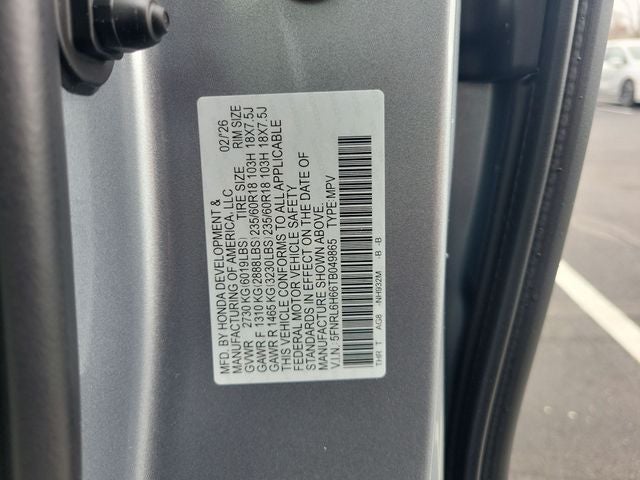 MFD. BY HONDA DEVELOPMENT &
MANUFACTURING OF AMERICA, LLC 02/'26
GVWR 2730 KG(6019LBS) TIRE SIZE RIM SIZE
GAWR F 1310 KG(2888LBS) 235/60R18 103H 18X7.5J
GAWR R 1465 KG(3230LBS) 235/60R18 103H 18X7.5J
THIS VEHICLE CONFORMS TO ALL APPLICABLE
FEDERAL MOTOR VEHICLE SAFETY
STANDARDS IN EFFECT ON THE DATE OF
MANUFACTURE SHOWN ABOVE.
V.I.N. 5FNRL6H66TB049865 TYPE:MPV
THR T AG8 -NH932M -B -B